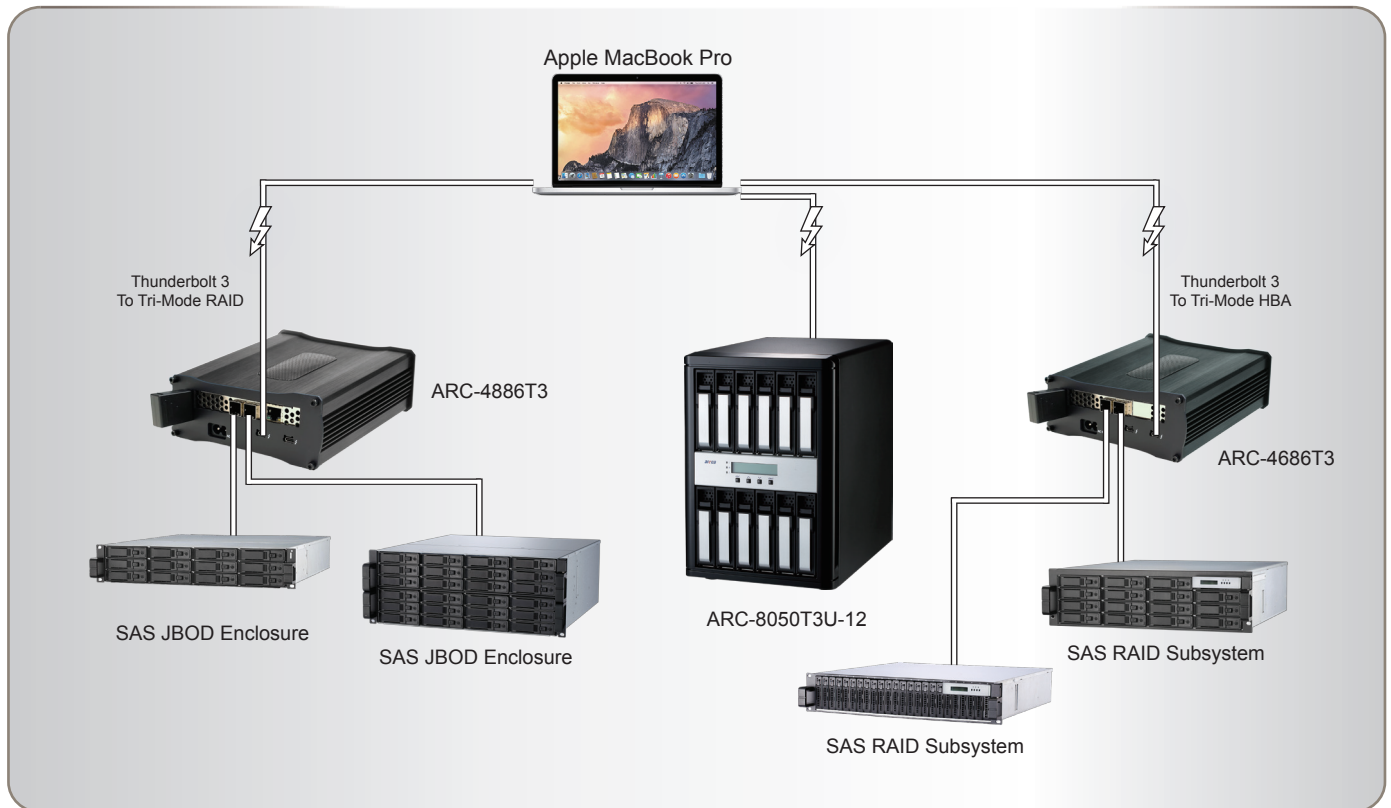 Apple MacBook Pro
Thunderbolt 3
To Tri-Mode RAID
Thunderbolt 3
To Tri-Mode HBA
ARC-4886T3
ARC-4686T3
ARC-8050T3U-12
SAS JBOD Enclosure
SAS JBOD Enclosure
SAS RAID Subsystem
SAS RAID Subsystem